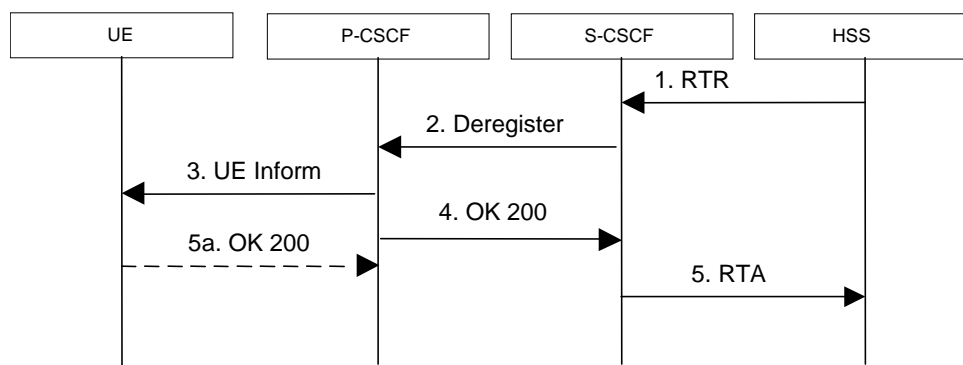 UE
P-CSCF
S-CSCF
HSS
1. RTR
2. Deregister
3. UE Inform
4. OK 200
5a. OK 200
5. RTA